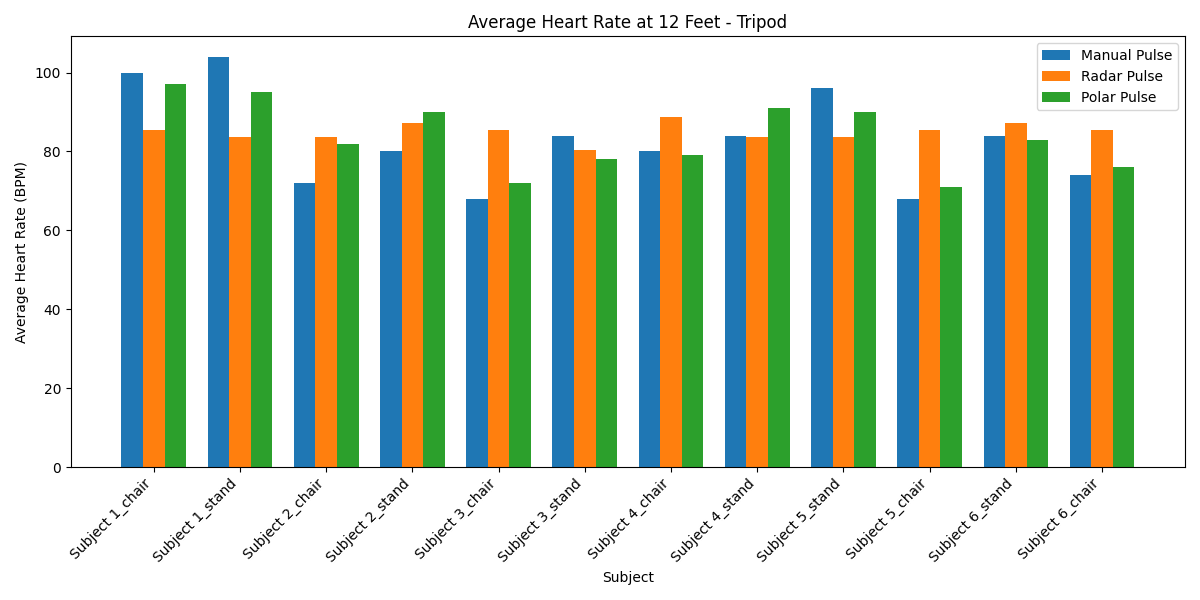 Average Heart Rate at 12 Feet - Tripod
Manual Pulse
Radar Pulse
Polar Pulse
Average Heart Rate (BPM)
100
80
60
40
20
0
Subject 1_chair
Subject 1_stand
Subject 2_chair
Subject 2_stand
Subject 3_chair
Subject 3_stand
Subject 4_chair
Subject 4_stand
Subject 5_stand
Subject 5_chair
Subject 6_stand
Subject 6_chair
Subject